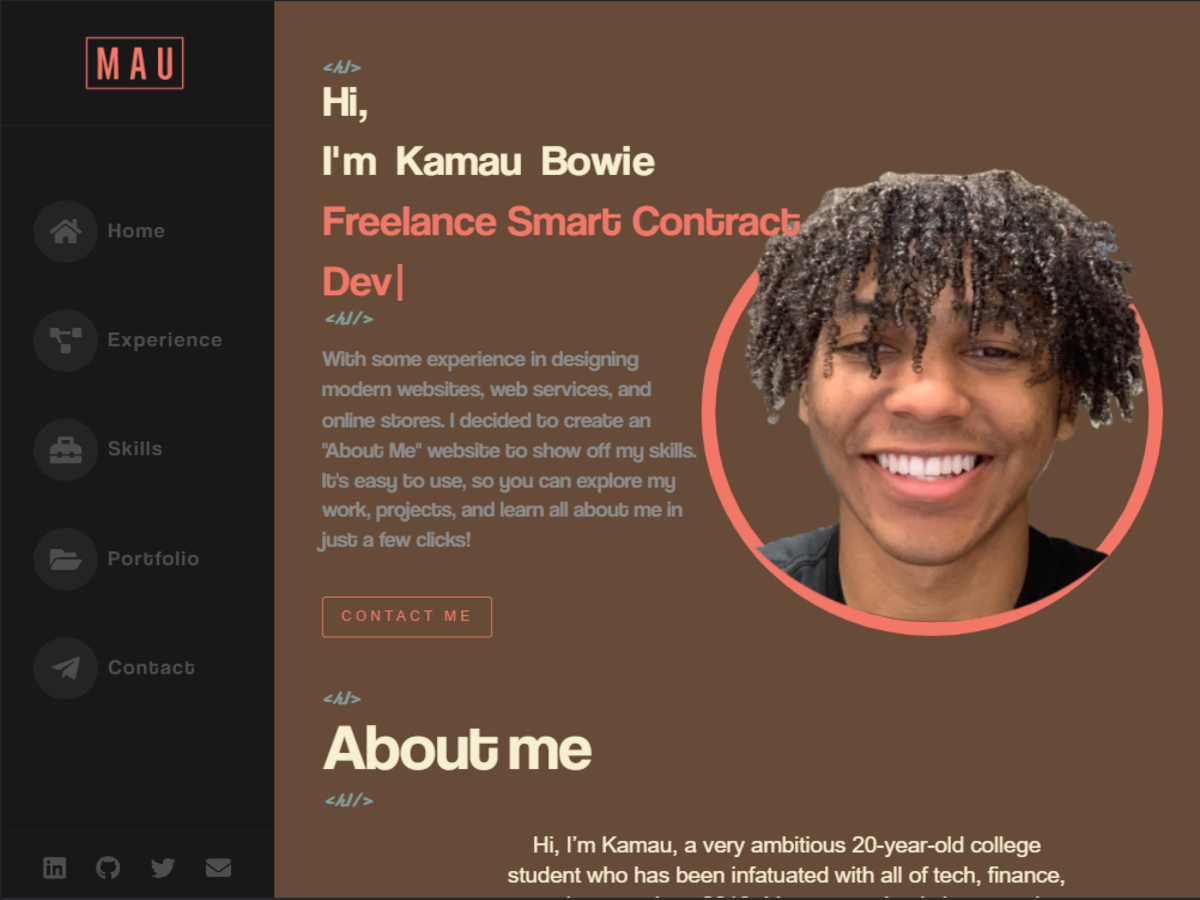 MAU
Home
Experience
Skills
Portfolio
Contact
<h1>
Hi,
I'm Kamau Bowie
Freelance Smart Contract
Dev|
<h1/>
With some experience in designing
modern websites, web services, and
online stores. I decided to create an
"About Me" website to show off my skills.
It's easy to use, so you can explore my
work, projects, and learn all about me in
just a few clicks!
CONTACT ME
<h1>
About me
<h1/>
Hi, I’m Kamau, a very ambitious 20-year-old college
student who has been infatuated with all of tech, finance,